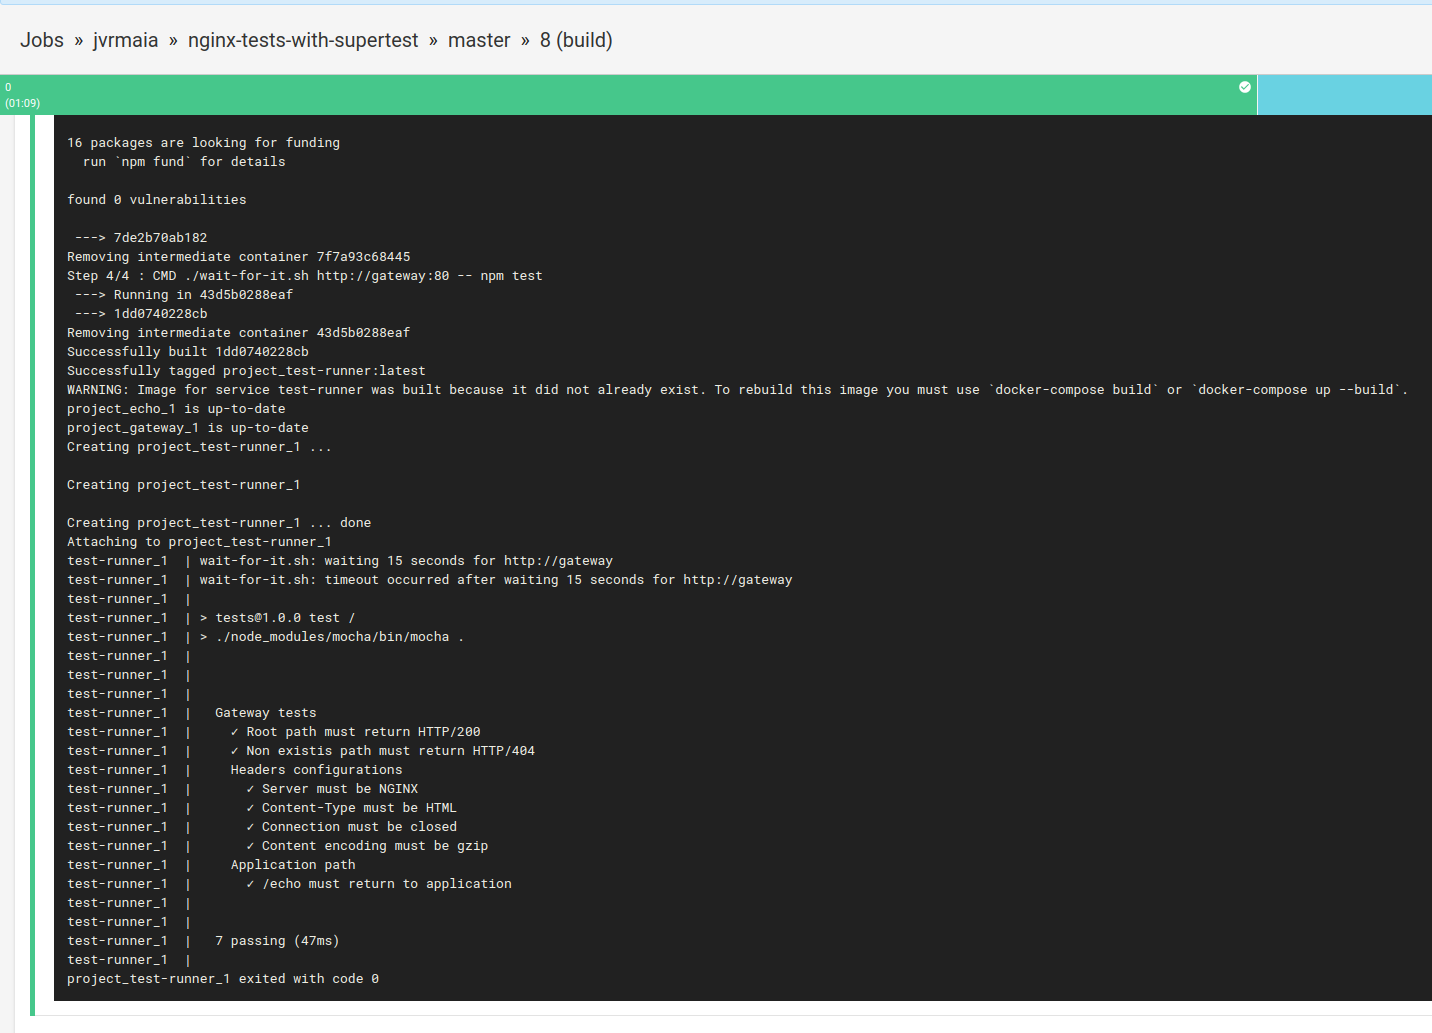 Jobs » jvrmaia » nginx-tests-with-supertest » master » 8 (build)
0
(01:09)
16 packages are looking for funding
run `npm fund` for details
found 0 vulnerabilities
---> 7de2b70ab182
Removing intermediate container 7f7a93c68445
Step 4/4 : CMD ./wait-for-it.sh http://gateway:80 -- npm test
---> Running in 43d5b0288eaf
---> 1dd0740228cb
Removing intermediate container 43d5b0288eaf
Successfully built 1dd0740228cb
Successfully tagged project_test-runner:latest
WARNING: Image for service test-runner was built because it did not already exist. To rebuild this image you must use `docker-compose build` or `docker-compose up --build`.
project_echo_1 is up-to-date
project_gateway_1 is up-to-date
Creating project_test-runner_1 ...
Creating project_test-runner_1
Creating project_test-runner_1 ... done
Attaching to project_test-runner_1
test-runner_1  | wait-for-it.sh: waiting 15 seconds for http://gateway
test-runner_1  | wait-for-it.sh: timeout occurred after waiting 15 seconds for http://gateway
test-runner_1  |
test-runner_1  | > tests@1.0.0 test /
test-runner_1  | > ./node_modules/mocha/bin/mocha .
test-runner_1  |
test-runner_1  |
test-runner_1  |
test-runner_1  |   Gateway tests
test-runner_1  |     ✓ Root path must return HTTP/200
test-runner_1  |     ✓ Non existis path must return HTTP/404
test-runner_1  |     Headers configurations
test-runner_1  |       ✓ Server must be NGINX
test-runner_1  |       ✓ Content-Type must be HTML
test-runner_1  |       ✓ Connection must be closed
test-runner_1  |       ✓ Content encoding must be gzip
test-runner_1  |     Application path
test-runner_1  |       ✓ /echo must return to application
test-runner_1  |
test-runner_1  |
test-runner_1  |   7 passing (47ms)
test-runner_1  |
project_test-runner_1 exited with code 0